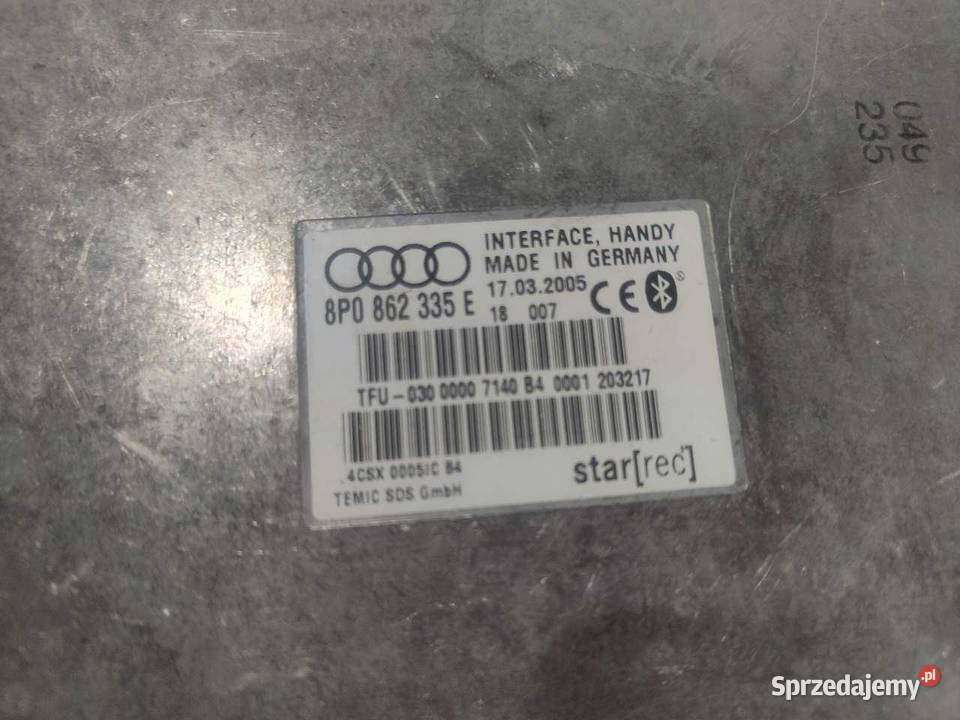 049
235
INTERFACE, HANDY
MADE IN GERMANY
8P0 862 335 E
17.03.2005
18 007
CE
TFU-030 0000 7140 B4 0001 203217
4CSX 0005IC B4
TEMIC SDS GmbH
star[rec]
Sprzedajemy.pl